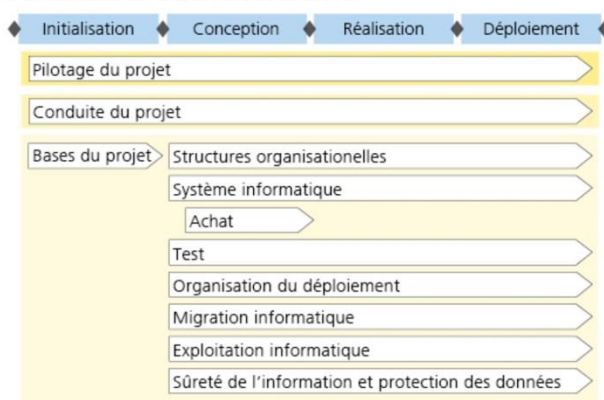 Initialisation Conception Réalisation Déploiement
Pilotage du projet
Conduite du projet
Bases du projet Structures organisationelles
Système informatique
Achat
Test
Organisation du déploiement
Migration informatique
Exploitation informatique
Sûreté de l'information et protection des données